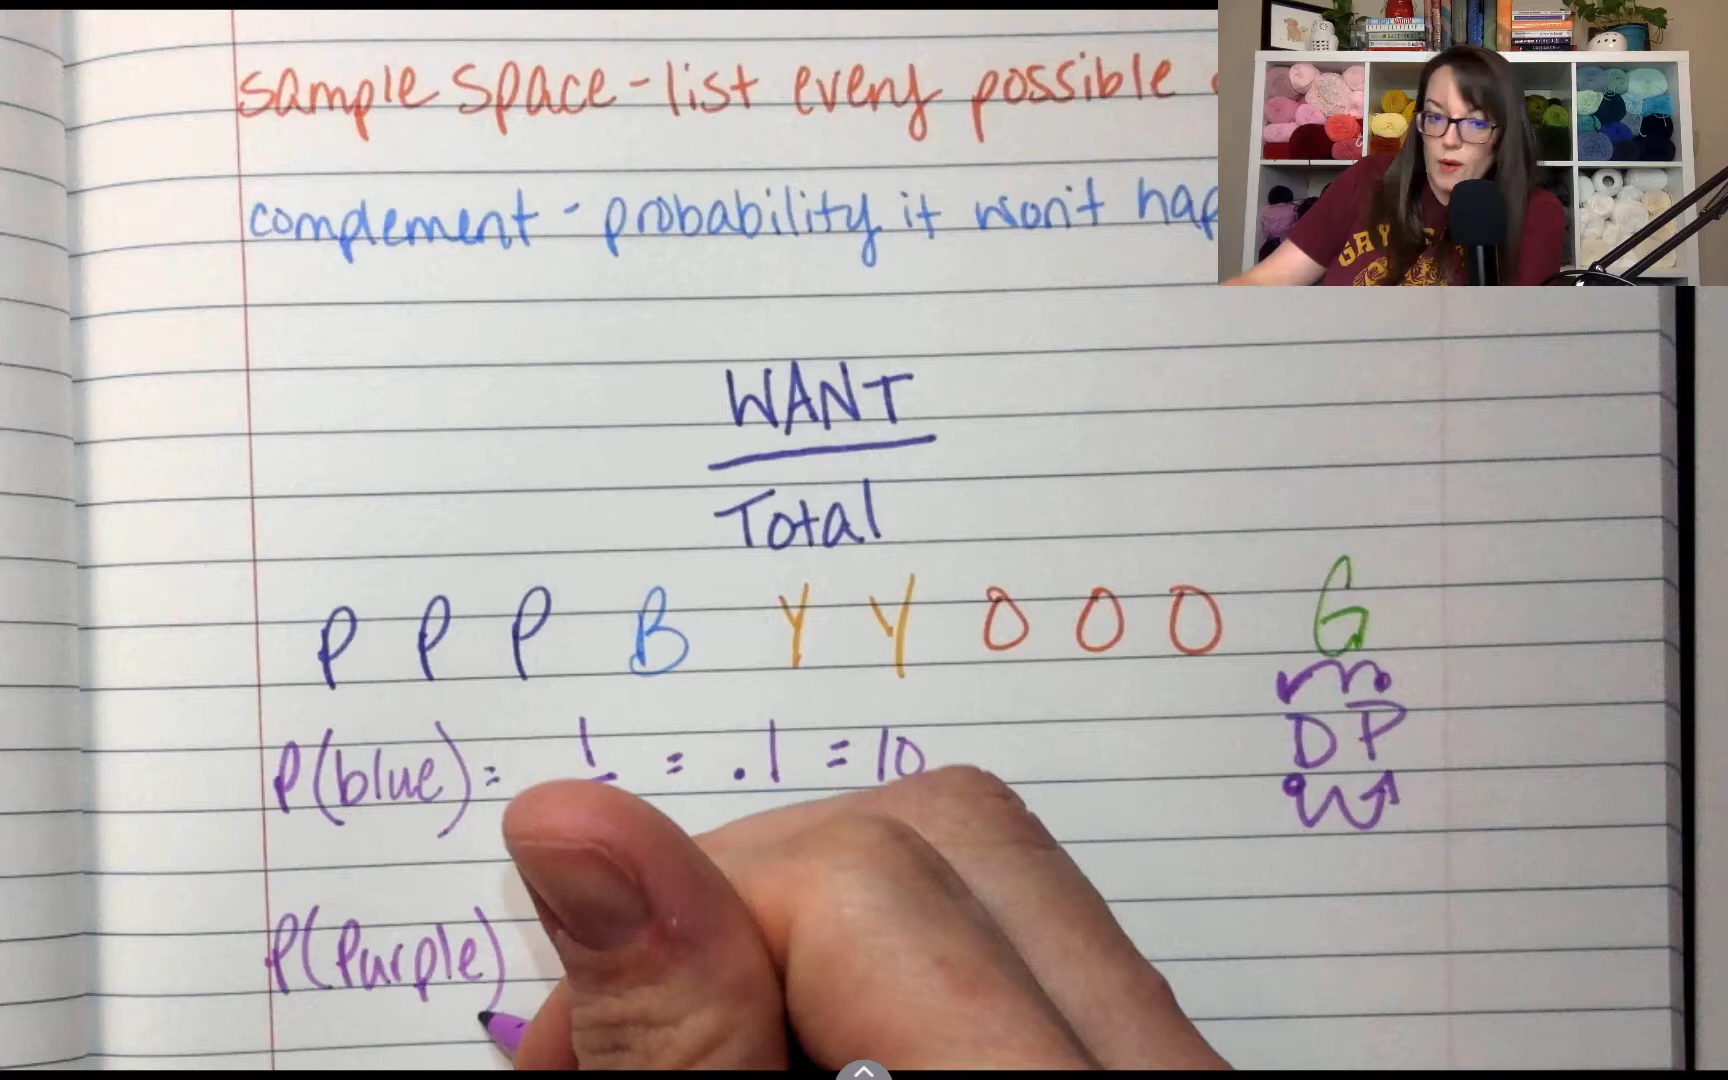 sample space - list every possible
complement - probability it won't hap
WANT
Total
P P P B Y Y O O O G
DP
P(blue) = 1 = .1 = 10
P(Purple)